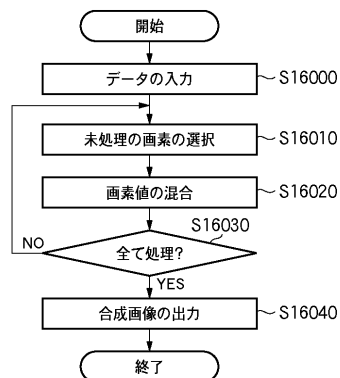 開始
データの入力 S16000
未処理の画素の選択 S16010
画素値の混合 S16020
S16030
NO 全て処理?
YES
合成画像の出力 S16040
終了